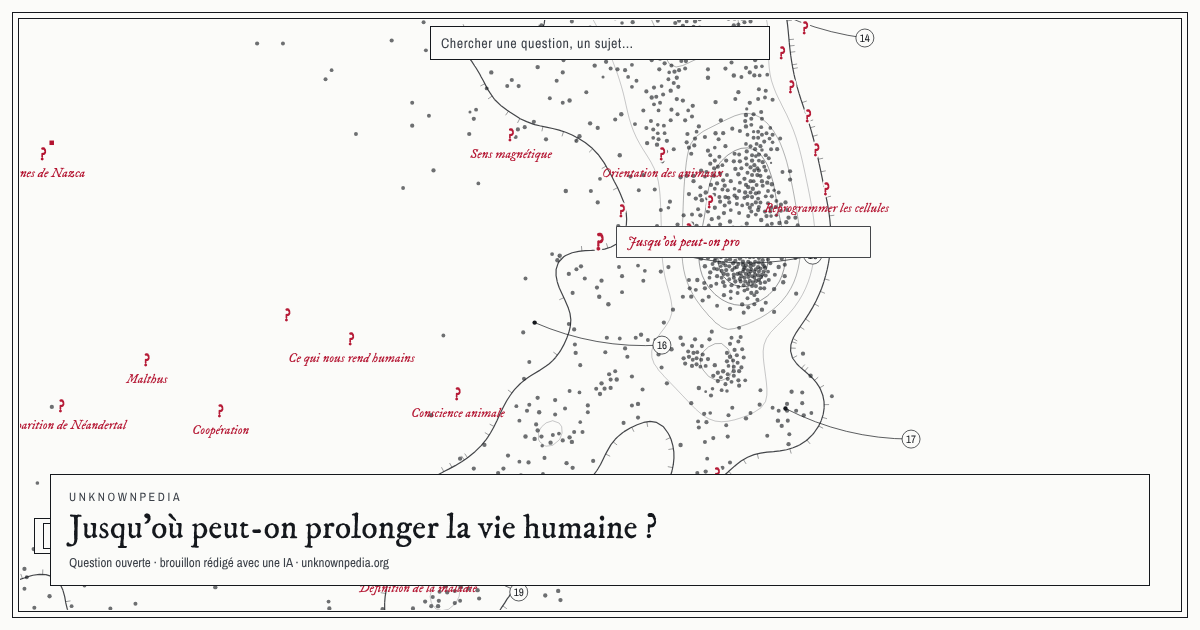 Chercher une question, un sujet...
14
Sens magnétique
nes de Nazca
Orientation des animaux
Reprogrammer les cellules
Jusqu'où peut-on pro
16
Ce qui nous rend humains
Malthus
Conscience animale
arition de Néandertal
Coopération
17
UNKNOWNPEDIA
Jusqu'où peut-on prolonger la vie humaine ?
Question ouverte · brouillon rédigé avec une IA · unknownpedia.org
Définition de la maladie
19